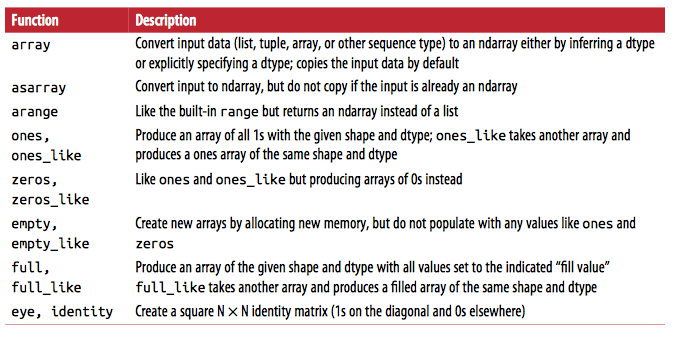 Function Description
array Convert input data (list, tuple, array, or other sequence type) to an ndarray either by inferring a dtype
or explicitly specifying a dtype; copies the input data by default
asarray Convert input to ndarray, but do not copy if the input is already an ndarray
arange Like the built-in range but returns an ndarray instead of a list
ones, Produce an array of all 1s with the given shape and dtype; ones_like takes another array and
ones_like produces a ones array of the same shape and dtype
zeros, Like ones and ones_like but producing arrays of 0s instead
zeros_like
empty, Create new arrays by allocating new memory, but do not populate with any values like ones and
empty_like zeros
full, Produce an array of the given shape and dtype with all values set to the indicated “fill value”
full_like full_like takes another array and produces a filled array of the same shape and dtype
eye, identity Create a square N × N identity matrix (1s on the diagonal and 0s elsewhere)